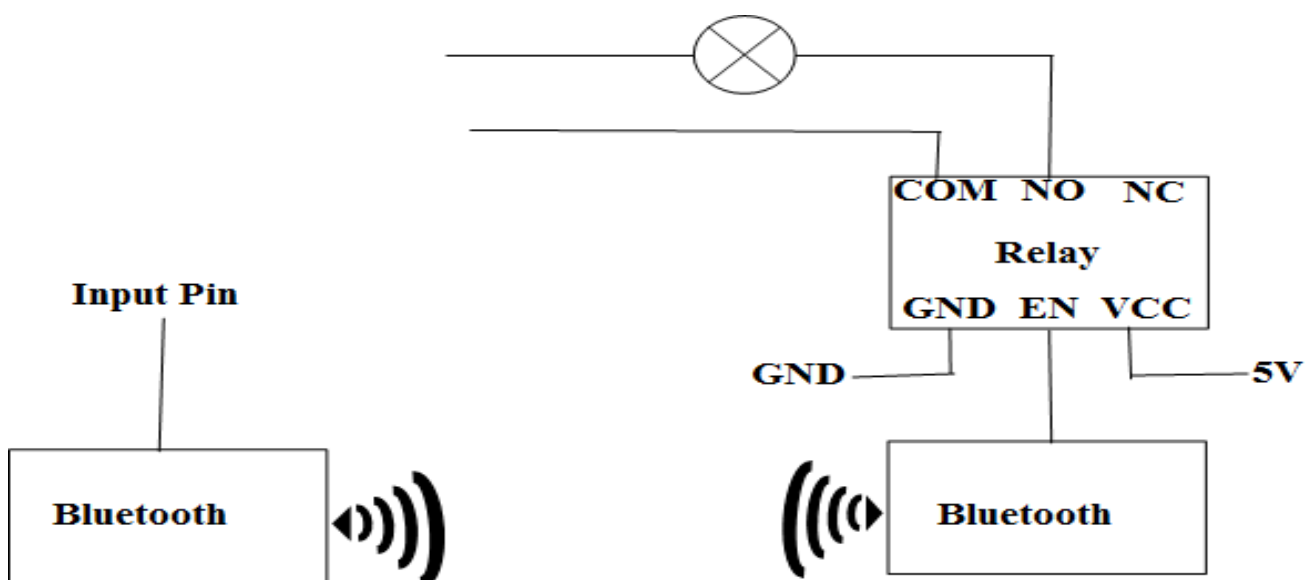 COM NO NC
Relay
Input Pin
GND EN VCC
GND
5V
Bluetooth
Bluetooth